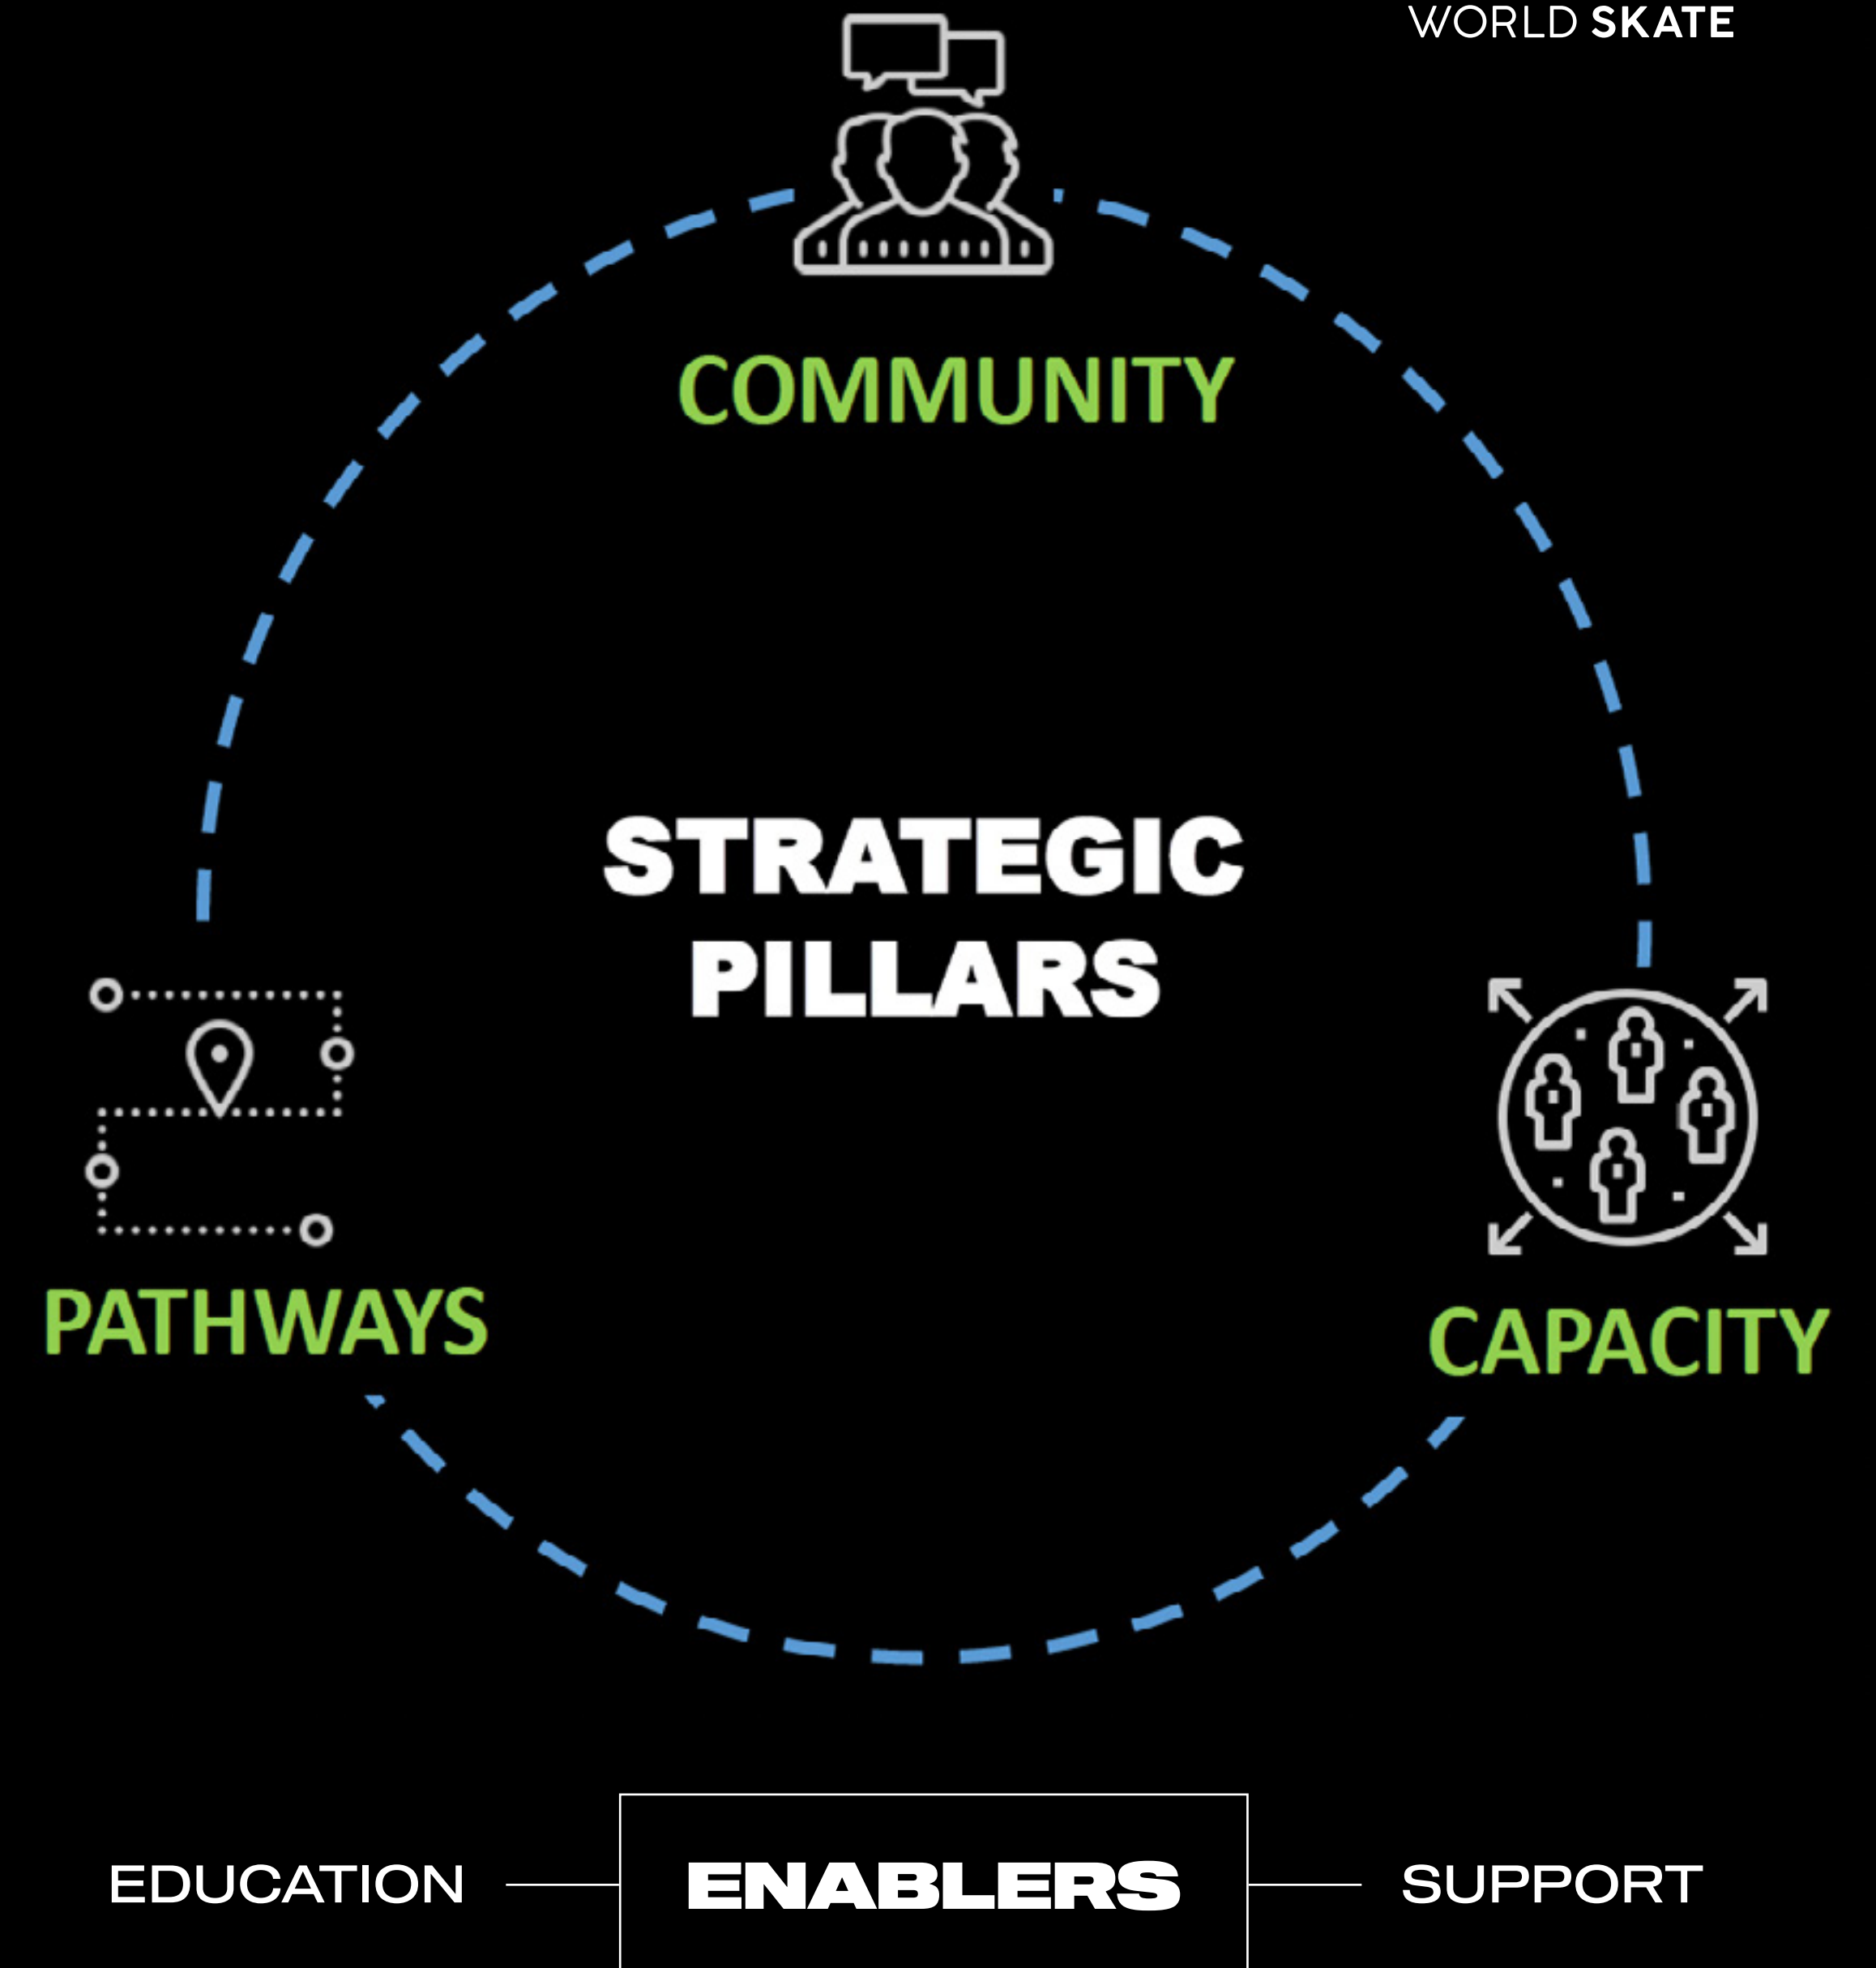 WORLD SKATE
COMMUNITY
STRATEGIC
PILLARS
PATHWAYS
CAPACITY
EDUCATION
ENABLERS
SUPPORT